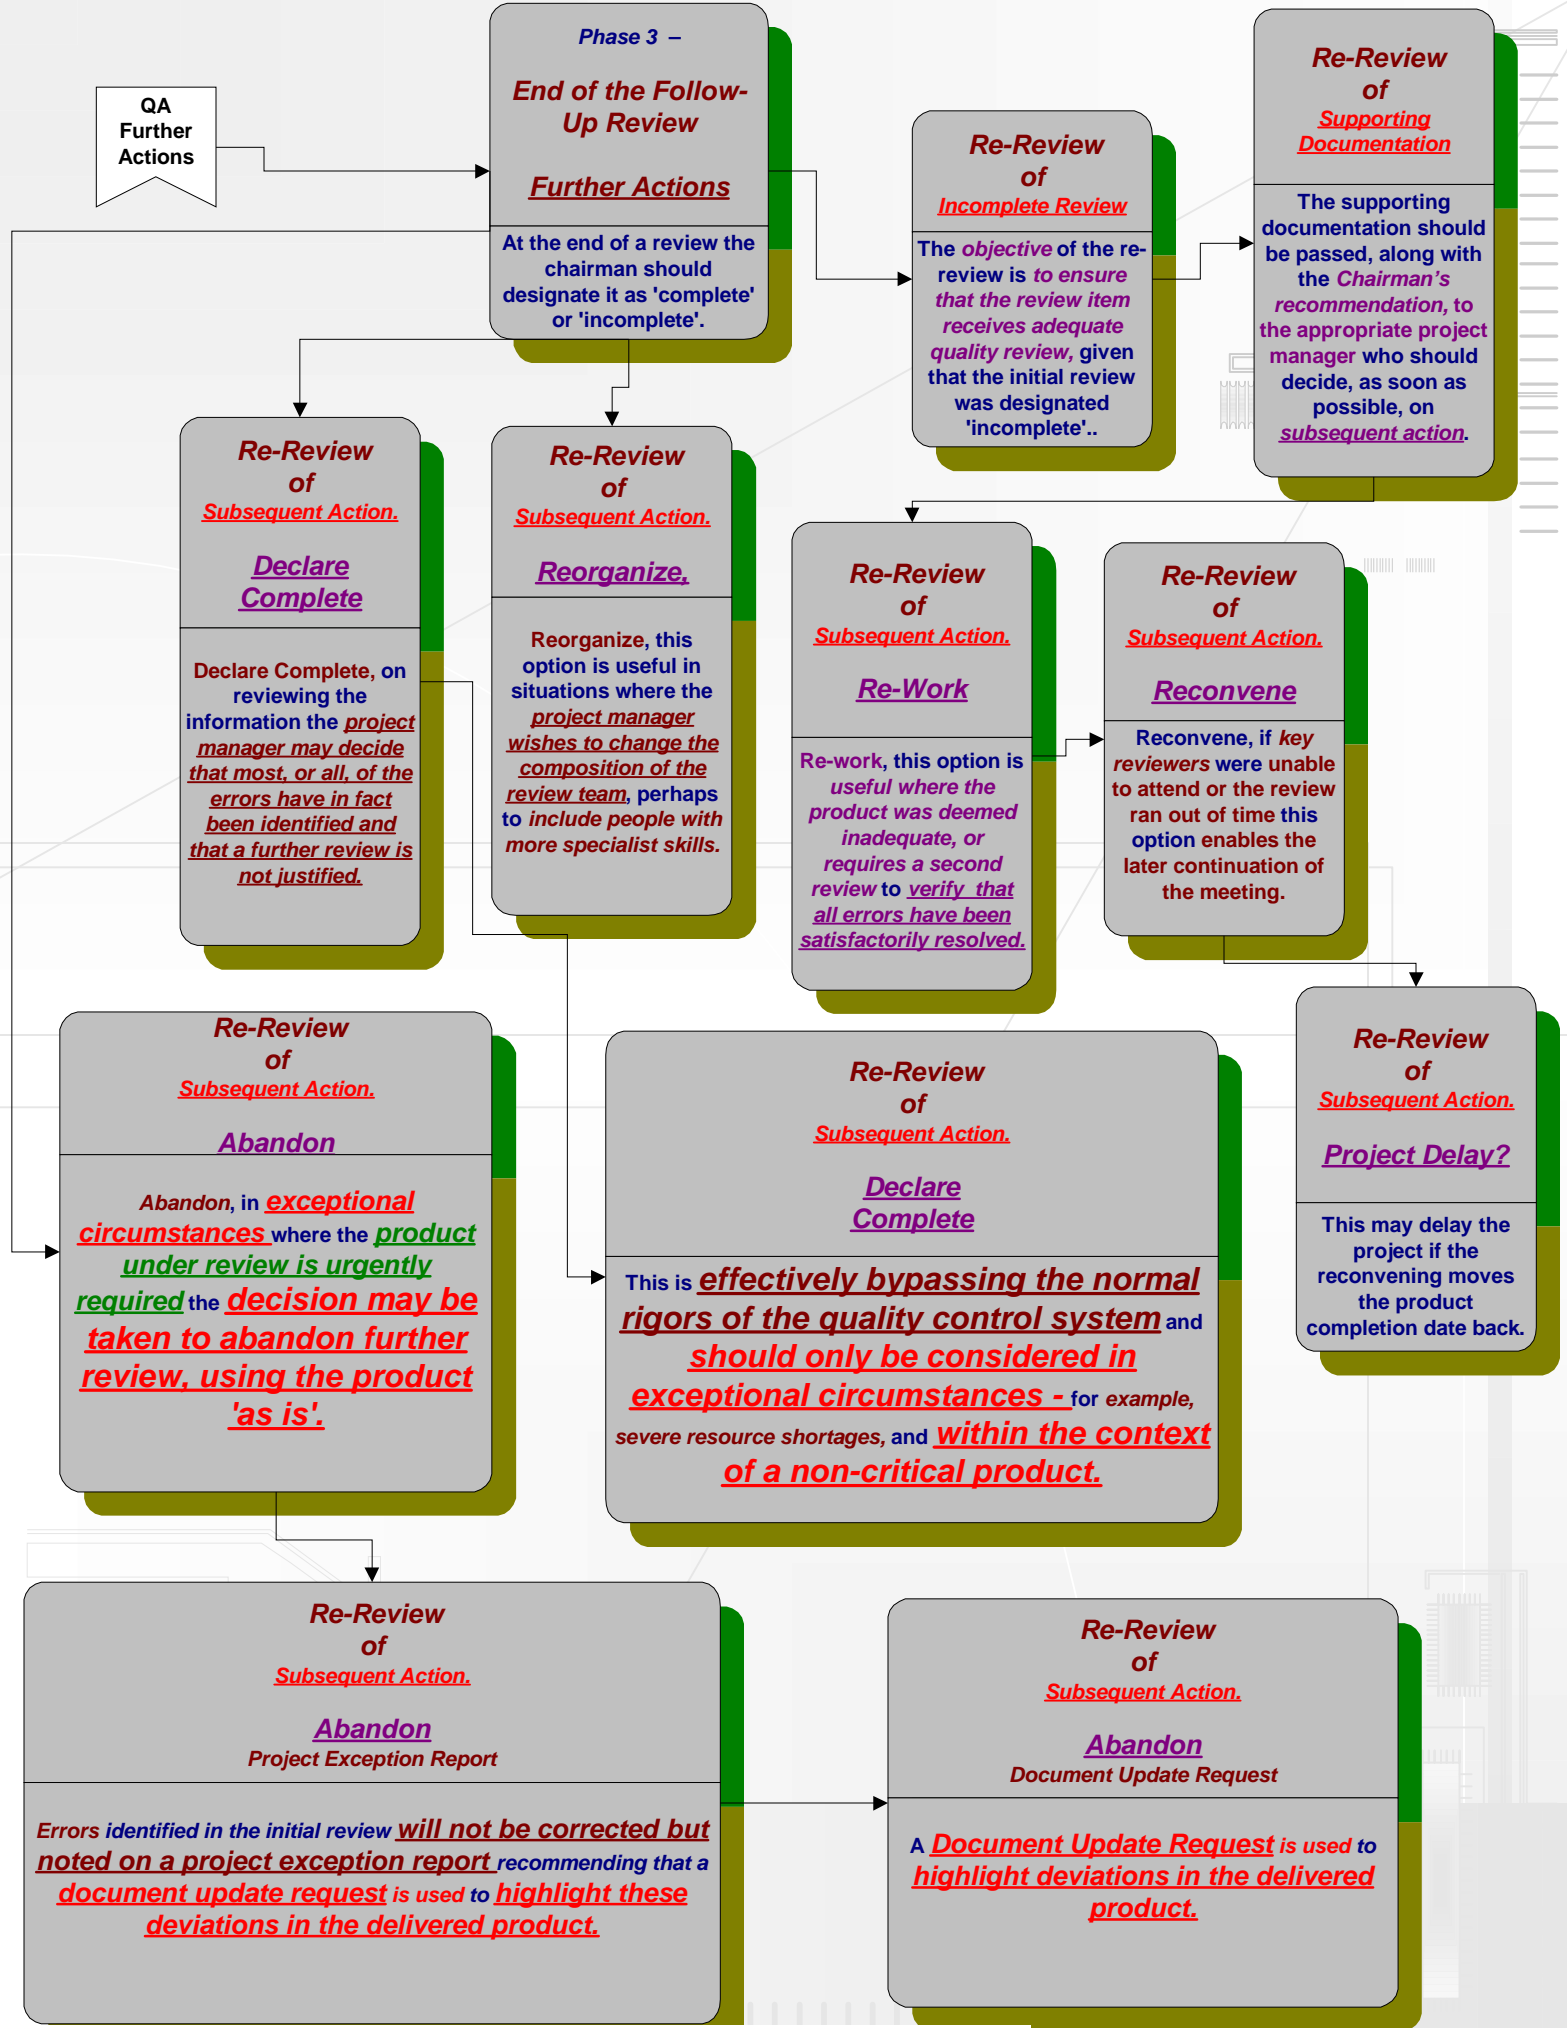 QA
Further
Actions
Phase 3 –
End of the Follow-
Up Review
Further Actions
At the end of a review the
chairman should
designate it as 'complete'
or 'incomplete'.
Re-Review
of
Incomplete Review
The objective of the re-
review is to ensure
that the review item
receives adequate
quality review, given
that the initial review
was designated
'incomplete'..
Re-Review
of
Supporting
Documentation
The supporting
documentation should
be passed, along with
the Chairman’s
recommendation, to
the appropriate project
manager who should
decide, as soon as
possible, on
subsequent action.
Re-Review
of
Subsequent Action.
Declare
Complete
Declare Complete, on
reviewing the
information the project
manager may decide
that most, or all, of the
errors have in fact
been identified and
that a further review is
not justified.
Re-Review
of
Subsequent Action.
Reorganize,
Reorganize, this
option is useful in
situations where the
project manager
wishes to change the
composition of the
review team, perhaps
to include people with
more specialist skills.
Re-Review
of
Subsequent Action.
Re-Work
Re-work, this option is
useful where the
product was deemed
inadequate, or
requires a second
review to verify that
all errors have been
satisfactorily resolved.
Re-Review
of
Subsequent Action.
Reconvene
Reconvene, if key
reviewers were unable
to attend or the review
ran out of time this
option enables the
later continuation of
the meeting.
Re-Review
of
Subsequent Action.
Abandon
Abandon, in exceptional
circumstances where the product
under review is urgently
required the decision may be
taken to abandon further
review, using the product
'as is'.
Re-Review
of
Subsequent Action.
Declare
Complete
This is effectively bypassing the normal
rigors of the quality control system and
should only be considered in
exceptional circumstances - for example,
severe resource shortages, and within the context
of a non-critical product.
Re-Review
of
Subsequent Action.
Project Delay?
This may delay the
project if the
reconvening moves
the product
completion date back.
Re-Review
of
Subsequent Action.
Abandon
Project Exception Report
Errors identified in the initial review will not be corrected but
noted on a project exception report recommending that a
document update request is used to highlight these
deviations in the delivered product.
Re-Review
of
Subsequent Action.
Abandon
Document Update Request
A Document Update Request is used to
highlight deviations in the delivered
product.